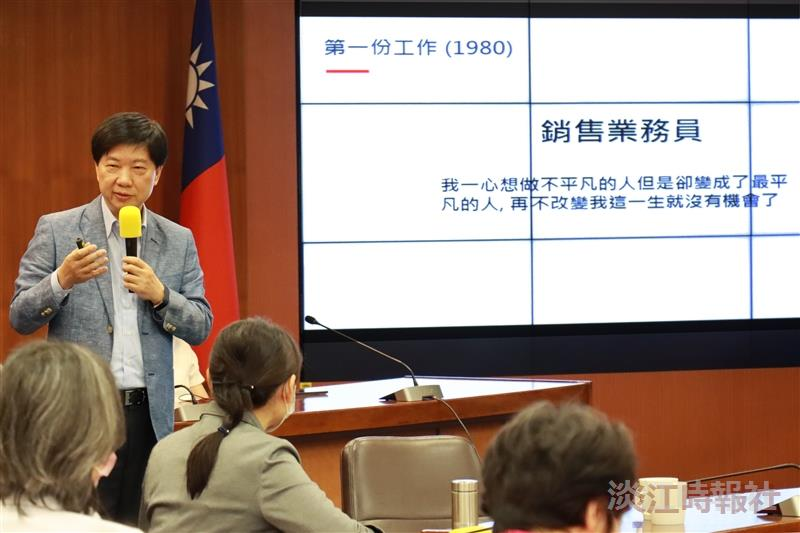 第一份工作 (1980)
銷售業務員
我一心想做不平凡的人但是卻變成了最平
凡的人, 再不改變我這一生就沒有機會了
淡江時報社